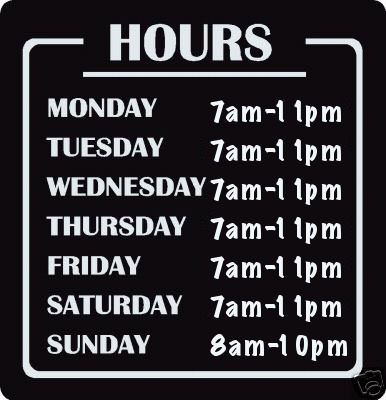 HOURS
MONDAY 7am-11pm
TUESDAY 7am-11pm
WEDNESDAY 7am-11pm
THURSDAY 7am-11pm
FRIDAY 7am-11pm
SATURDAY 7am-11pm
SUNDAY 8am-10pm